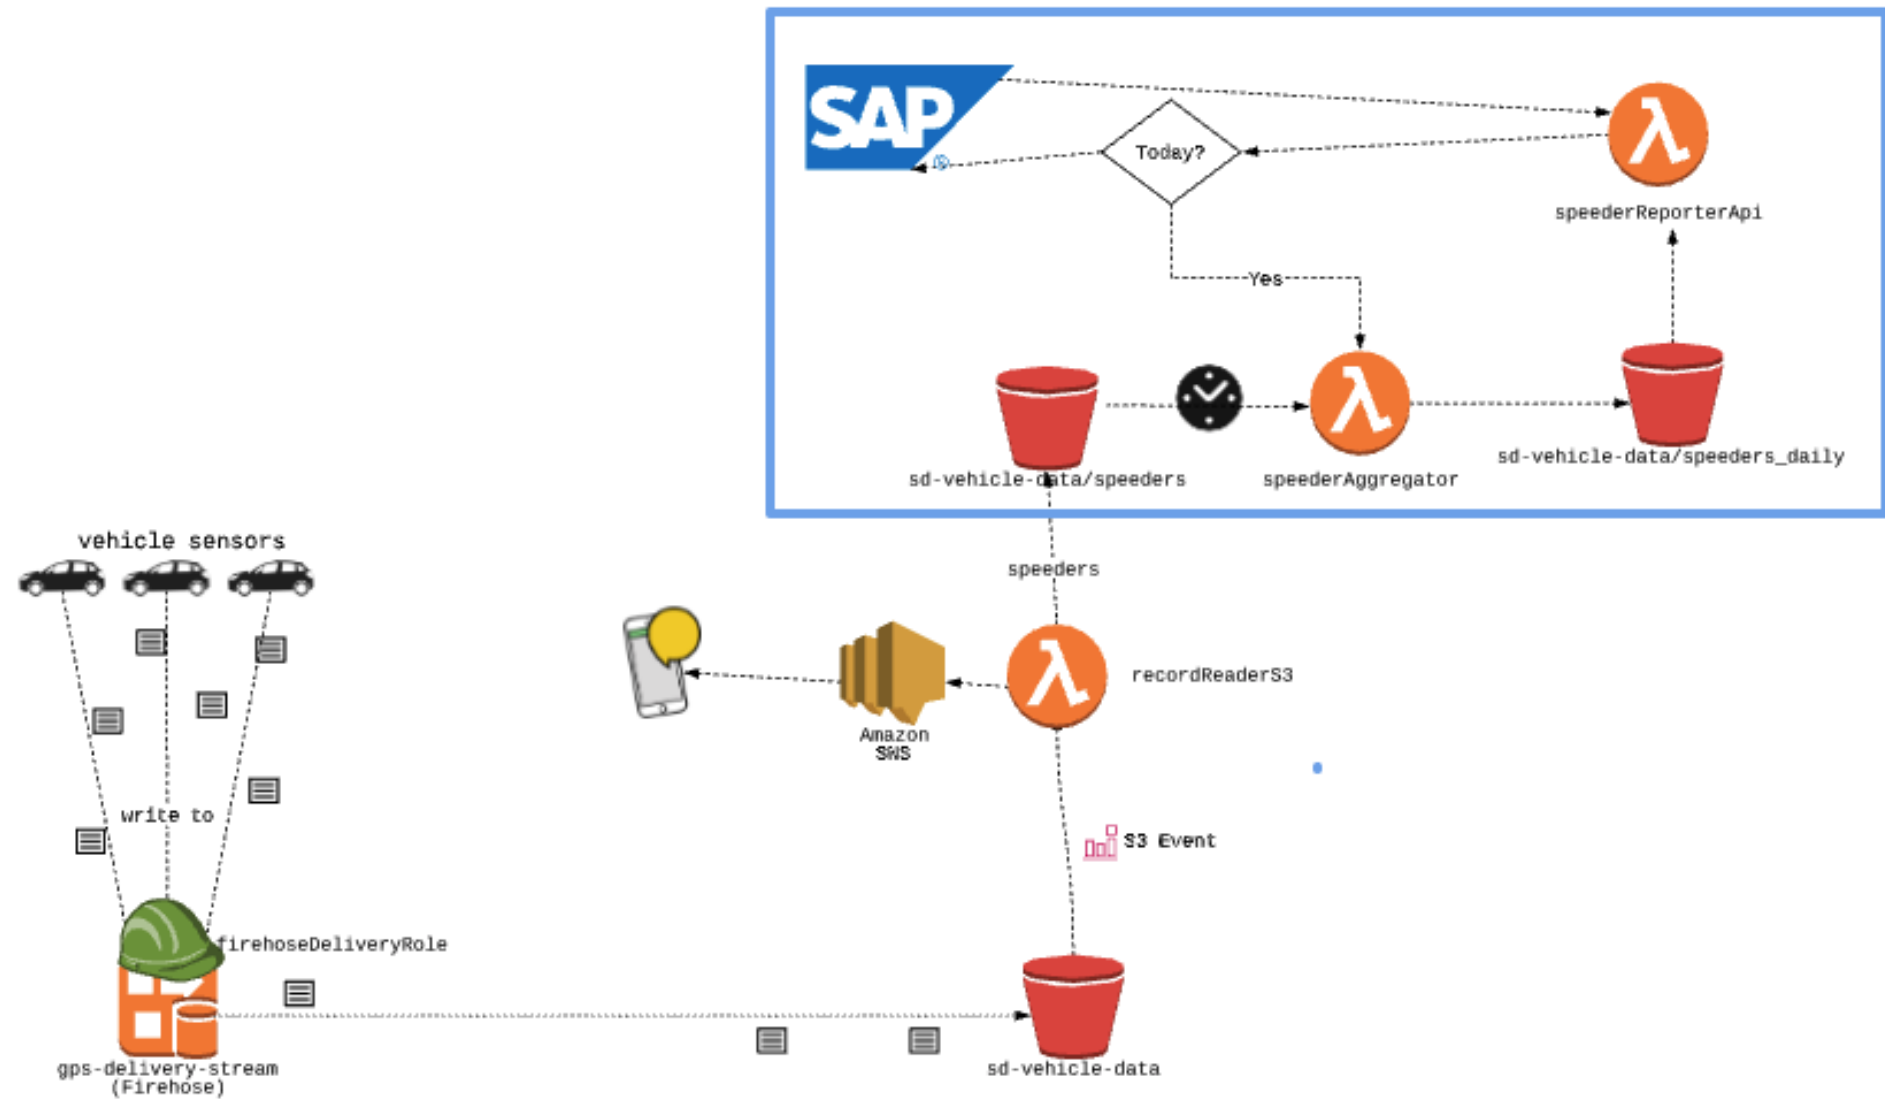 SAP
®
Today?
speederReporterApi
Yes
sd-vehicle-data/speeders
speederAggregator
sd-vehicle-data/speeders_daily
vehicle sensors
speeders
recordReaderS3
Amazon
SNS
write to
S3 Event
firehoseDeliveryRole
gps-delivery-stream
(Firehose)
sd-vehicle-data